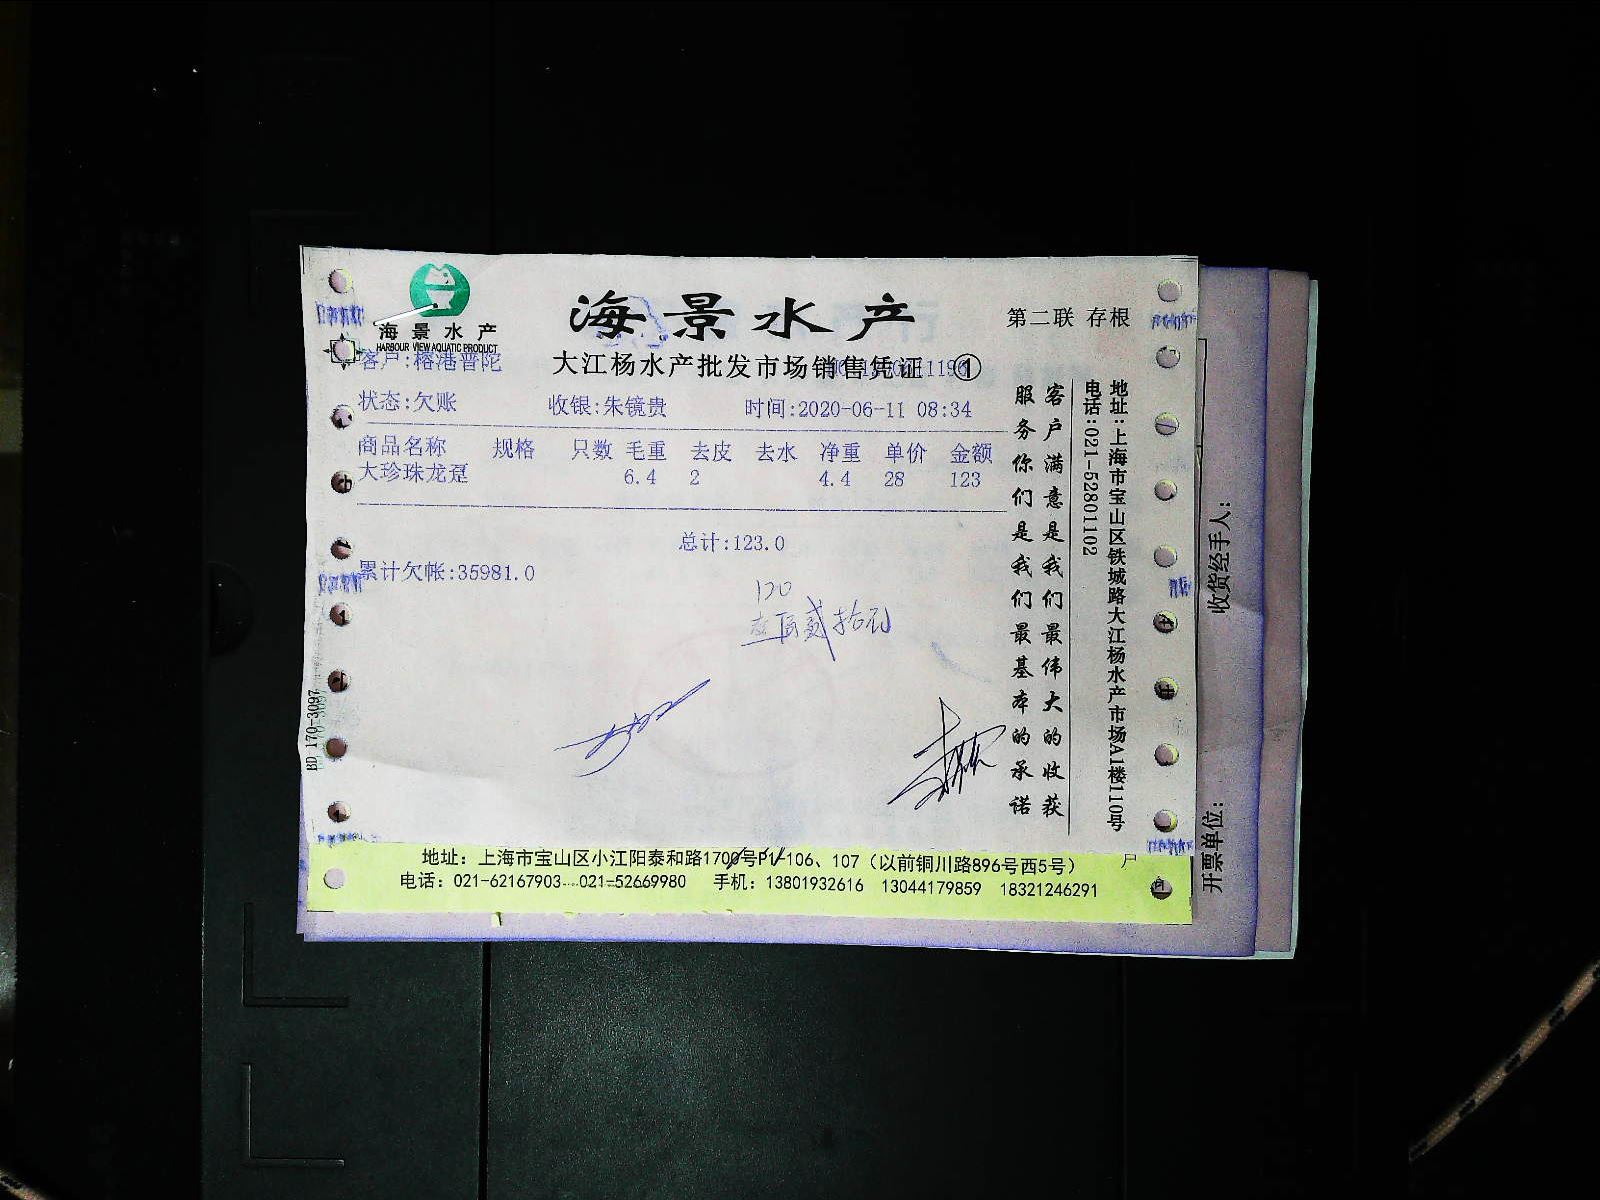 海景水产
HARBOUR VIEW AQUATIC PRODUCT
海景水产
第二联 存根
大江杨水产批发市场销售凭证 ①
客户:榕港普陀
状态:欠账 收银:朱镜贵 时间:2020-06-11 08:34
商品名称 规格 只数 毛重 去皮 去水 净重 单价 金额
大珍珠龙趸 6.4 2 4.4 28 123
总计:123.0
累计欠帐:35981.0
120
壹百贰拾元
客户满意是我们最伟大的收获
服务你们是我们最基本的承诺
地址:上海市宝山区铁城路大江杨水产市场A1楼110号
电话:021-52801102
BD 170-3097
地址：上海市宝山区小江阳泰和路1700号P1-106、107（以前铜川路896号西5号）
电话：021-62167903 021-52669980 手机：13801932616 13044179859 18321246291
户
收货经手人:
开票单位: